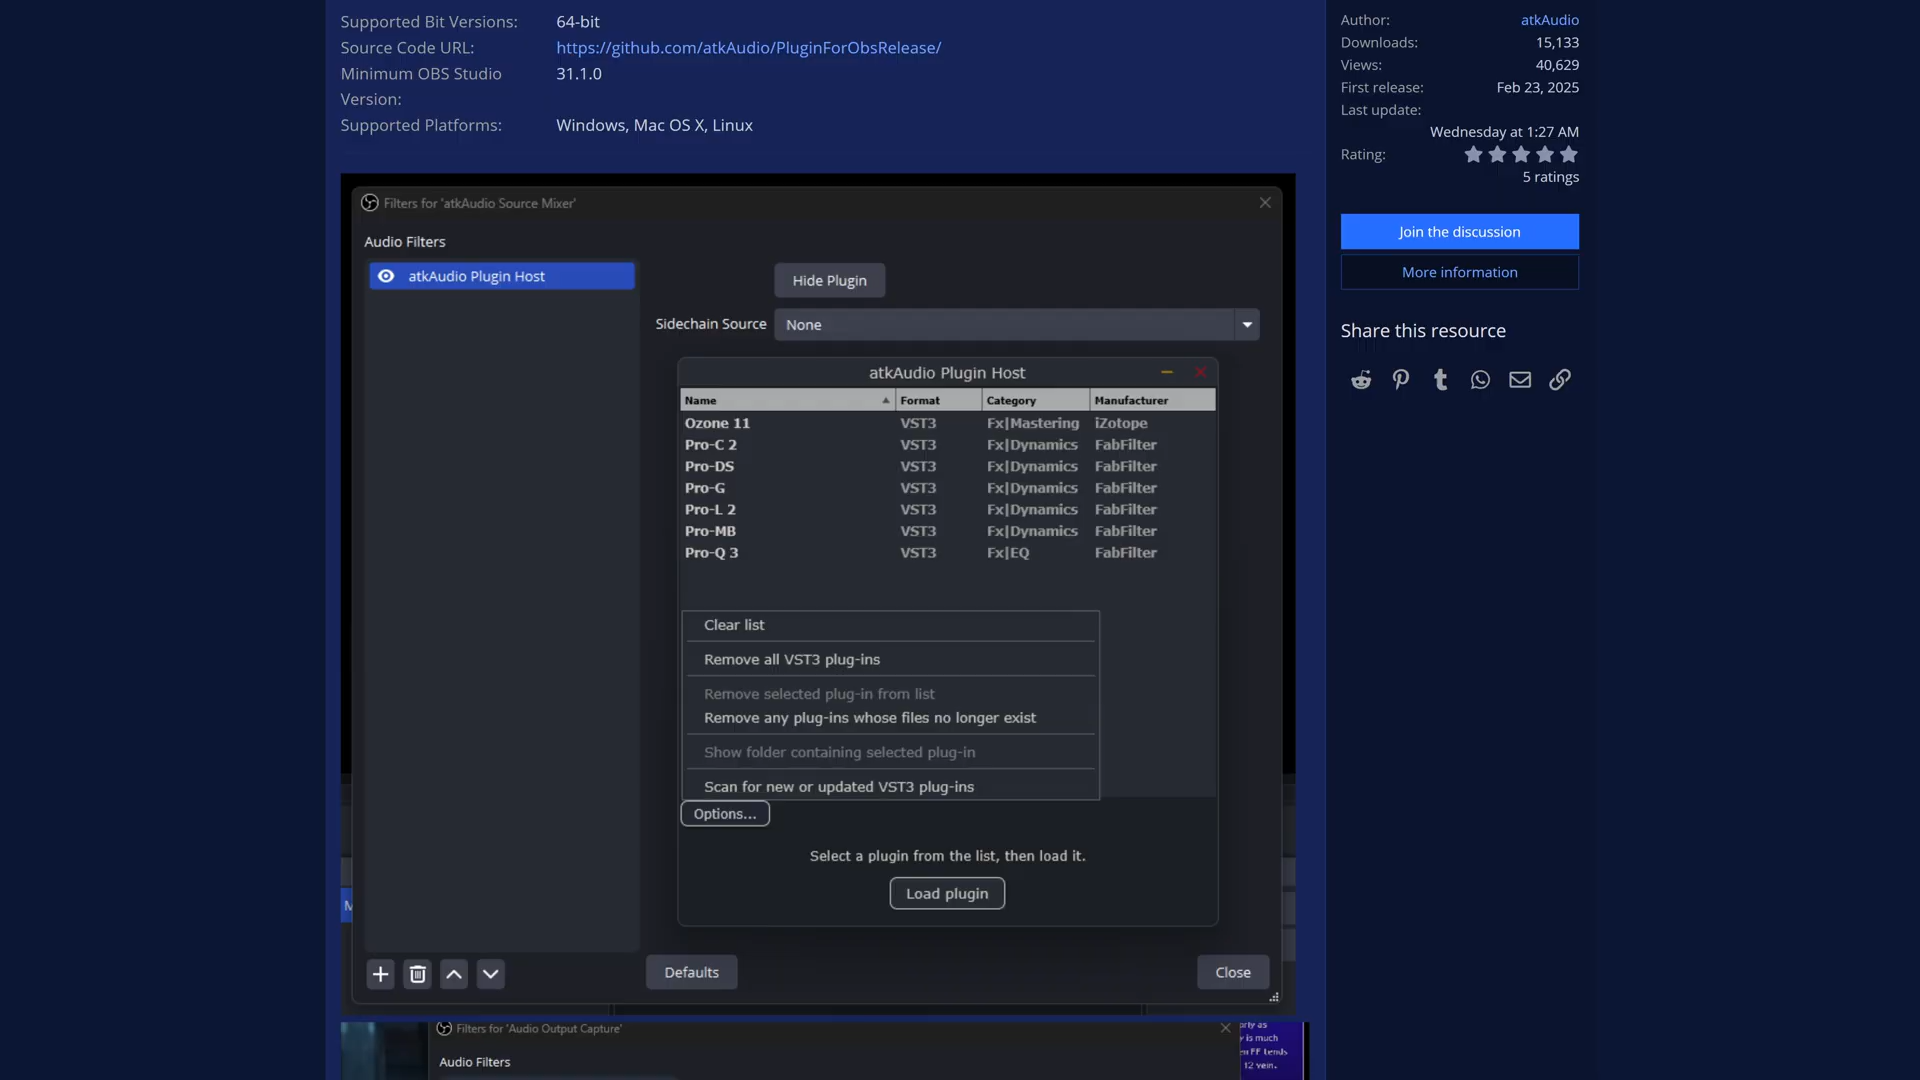 Supported Bit Versions: 64-bit
Source Code URL: https://github.com/atkAudio/PluginForObsRelease/
Minimum OBS Studio Version: 31.1.0
Supported Platforms: Windows, Mac OS X, Linux
Filters for 'atkAudio Source Mixer'
Audio Filters
atkAudio Plugin Host
Hide Plugin
Sidechain Source None
atkAudio Plugin Host
Name Format Category Manufacturer
Ozone 11 VST3 Fx|Mastering iZotope
Pro-C 2 VST3 Fx|Dynamics FabFilter
Pro-DS VST3 Fx|Dynamics FabFilter
Pro-G VST3 Fx|Dynamics FabFilter
Pro-L 2 VST3 Fx|Dynamics FabFilter
Pro-MB VST3 Fx|Dynamics FabFilter
Pro-Q 3 VST3 Fx|EQ FabFilter
Clear list
Remove all VST3 plug-ins
Remove selected plug-in from list
Remove any plug-ins whose files no longer exist
Show folder containing selected plug-in
Scan for new or updated VST3 plug-ins
Options...
Select a plugin from the list, then load it.
Load plugin
Defaults
Close
Filters for 'Audio Output Capture'
Audio Filters
is much
FF tends
12 vein.
Author: atkAudio
Downloads: 15,133
Views: 40,629
First release: Feb 23, 2025
Last update:
Wednesday at 1:27 AM
Rating:
5 ratings
Join the discussion
More information
Share this resource